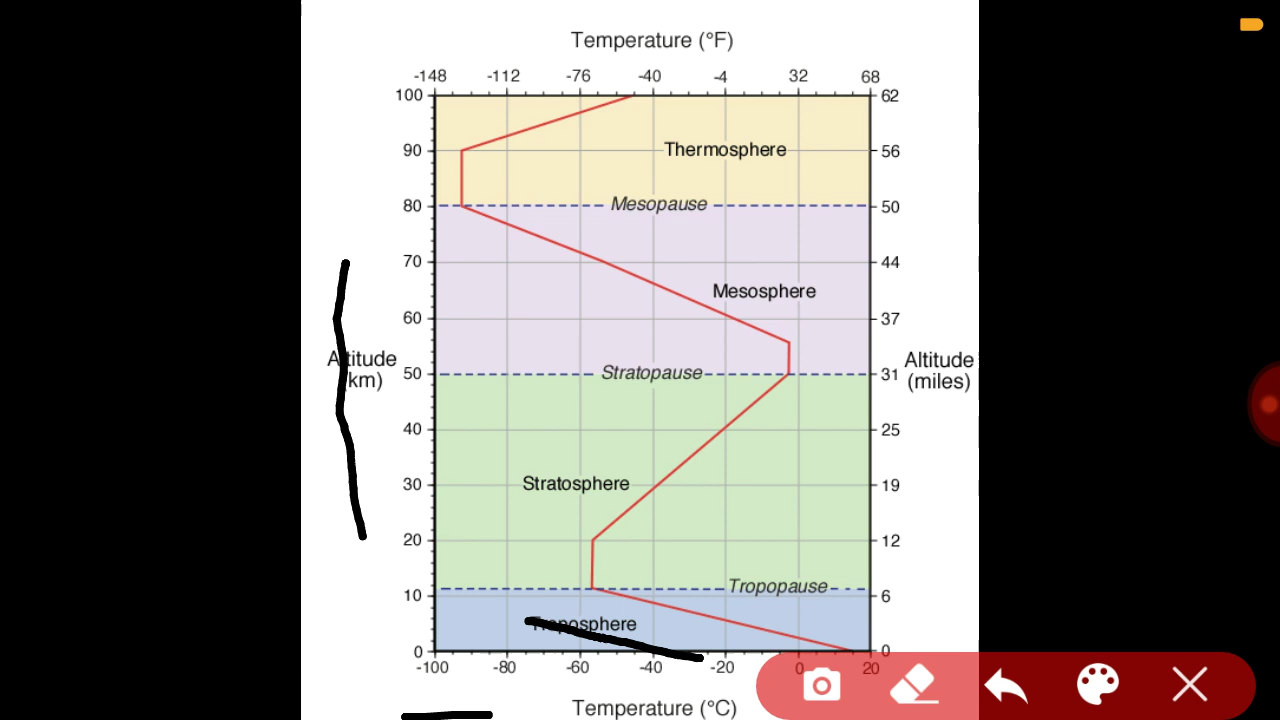 Temperature (°F)
-148 -112 -76 -40 -4 32 68
100 62
90 Thermosphere 56
80 Mesopause 50
70 44
Mesosphere
60 37
Altitude (km) Altitude (miles)
50 Stratopause 31
40 25
30 Stratosphere 19
20 12
Tropopause
10 6
Troposphere
0 0
-100 -80 -60 -40 -20 0 20
Temperature (°C)